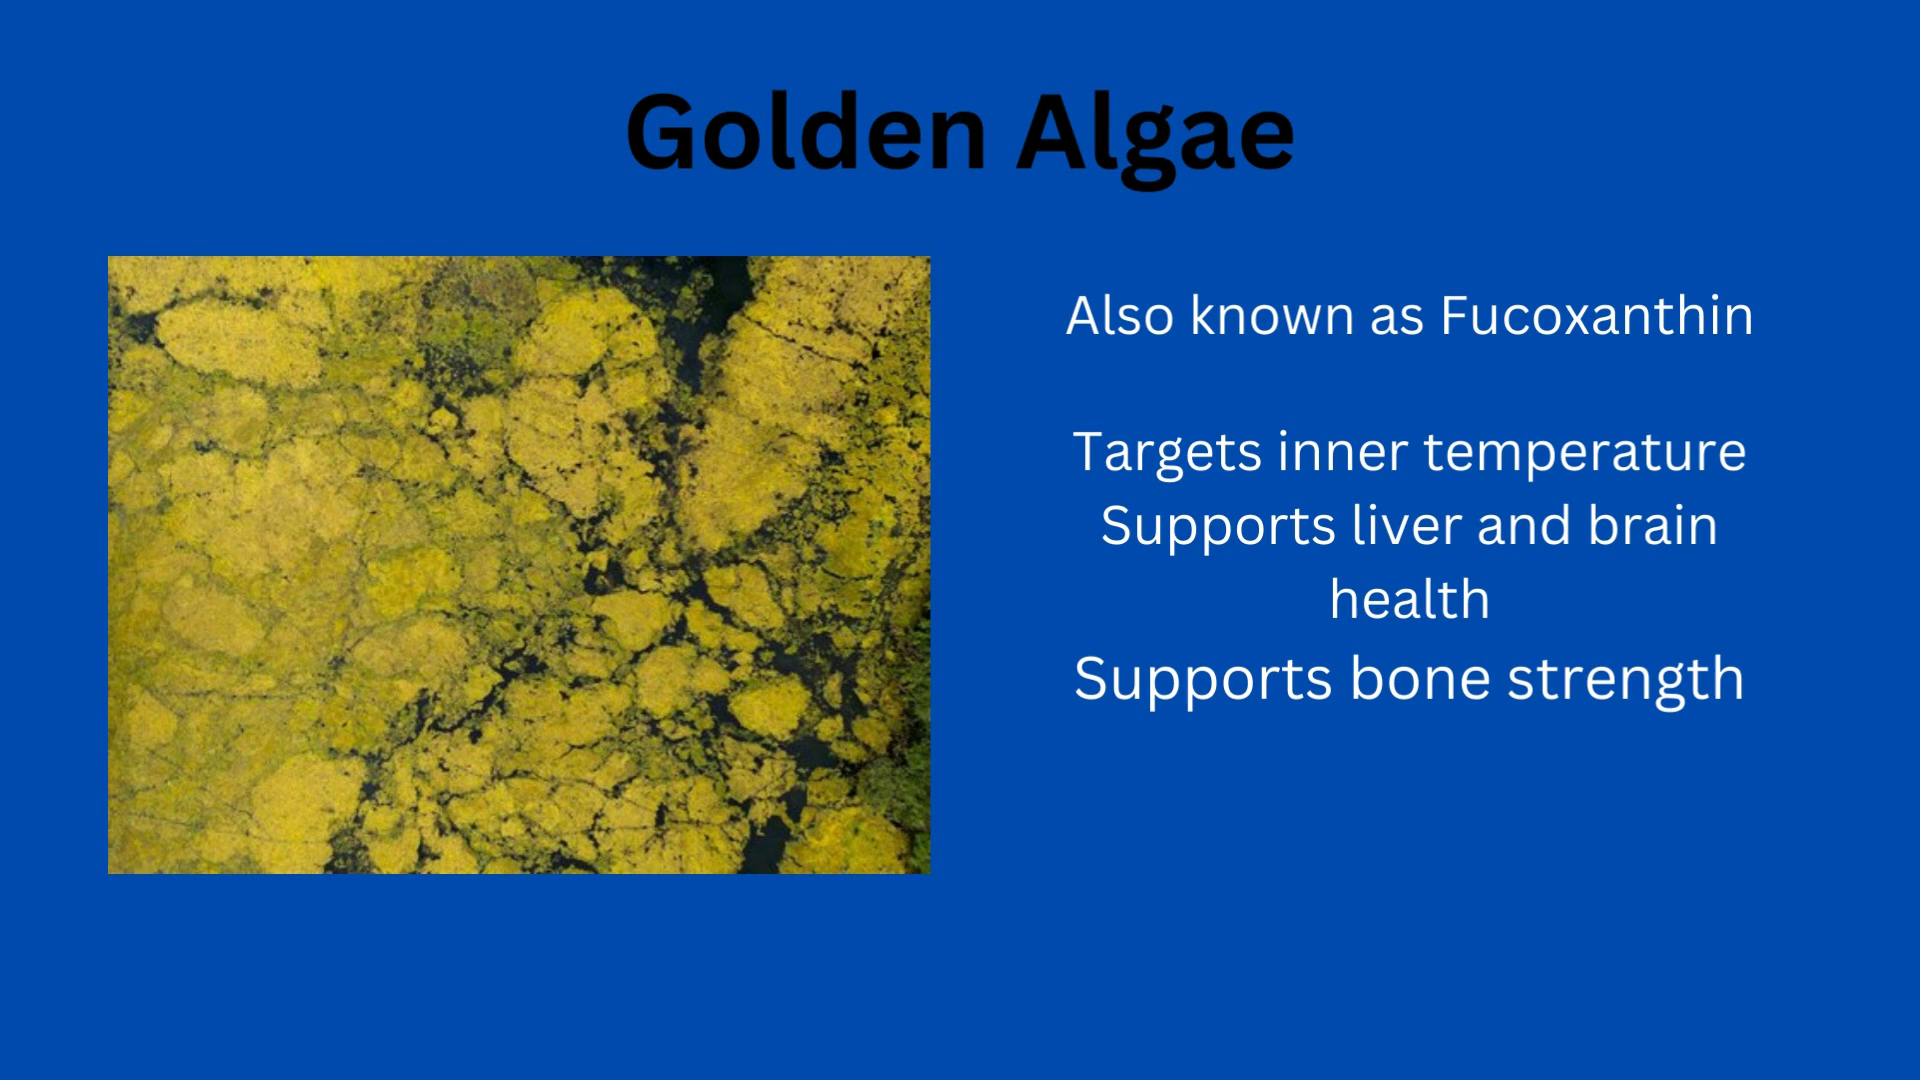 Golden Algae
Also known as Fucoxanthin
Targets inner temperature
Supports liver and brain
health
Supports bone strength